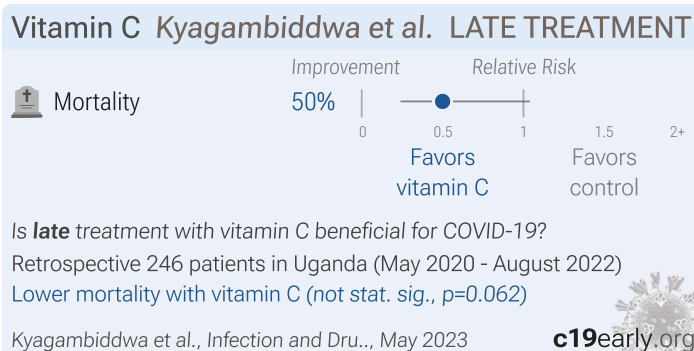 Vitamin C Kyagambiddwa et al. LATE TREATMENT
Improvement Relative Risk
Mortality 50%
0 0.5 1 1.5 2+
Favors vitamin C
Favors control
Is late treatment with vitamin C beneficial for COVID-19?
Retrospective 246 patients in Uganda (May 2020 - August 2022)
Lower mortality with vitamin C (not stat. sig., p=0.062)
Kyagambiddwa et al., Infection and Dru.., May 2023 c19early.org